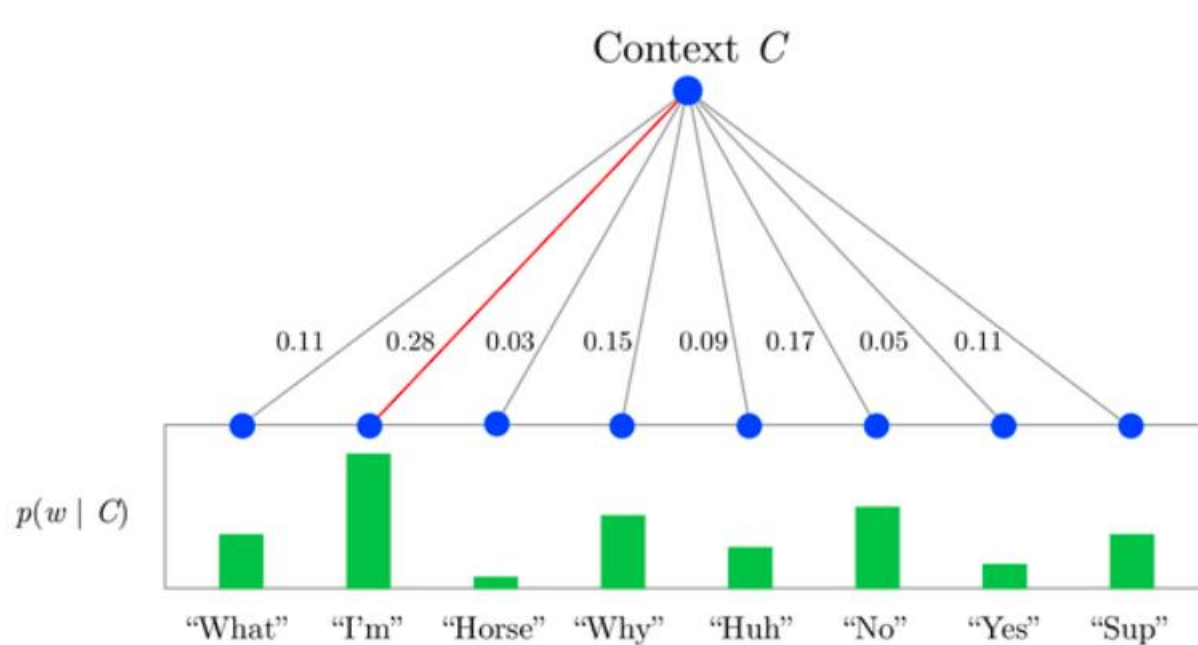 Context C
0.11 0.28 0.03 0.15 0.09 0.17 0.05 0.11
p(w | C)
“What” “I'm” “Horse” “Why” “Huh” “No” “Yes” “Sup”